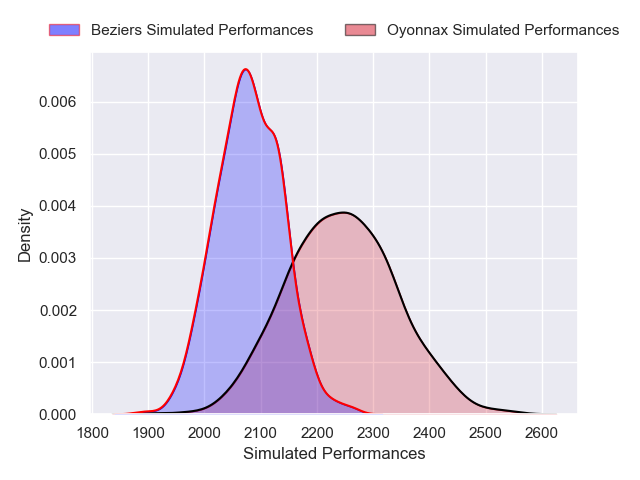 Beziers Simulated Performances Oyonnax Simulated Performances
0.006
0.005
0.004
0.003
0.002
0.001
0.000
Density
1800 1900 2000 2100 2200 2300 2400 2500 2600
Simulated Performances